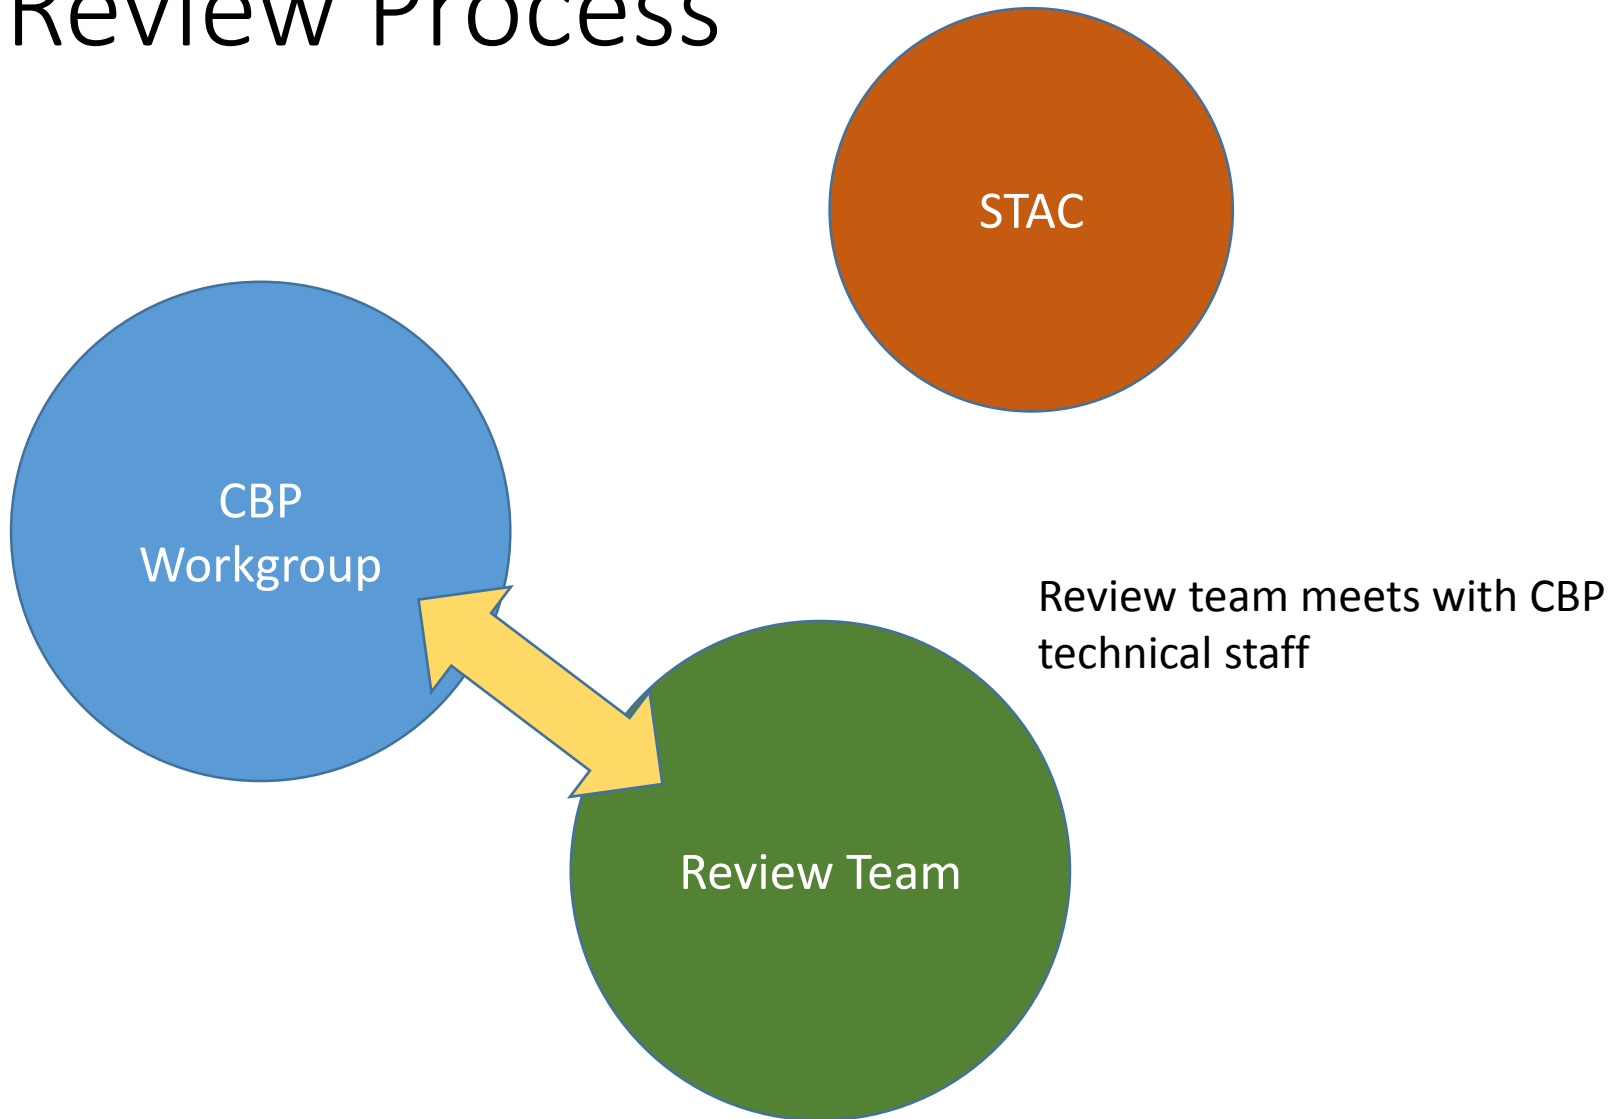 Review Process
STAC
CBP
Workgroup
Review team meets with CBP
technical staff
Review Team